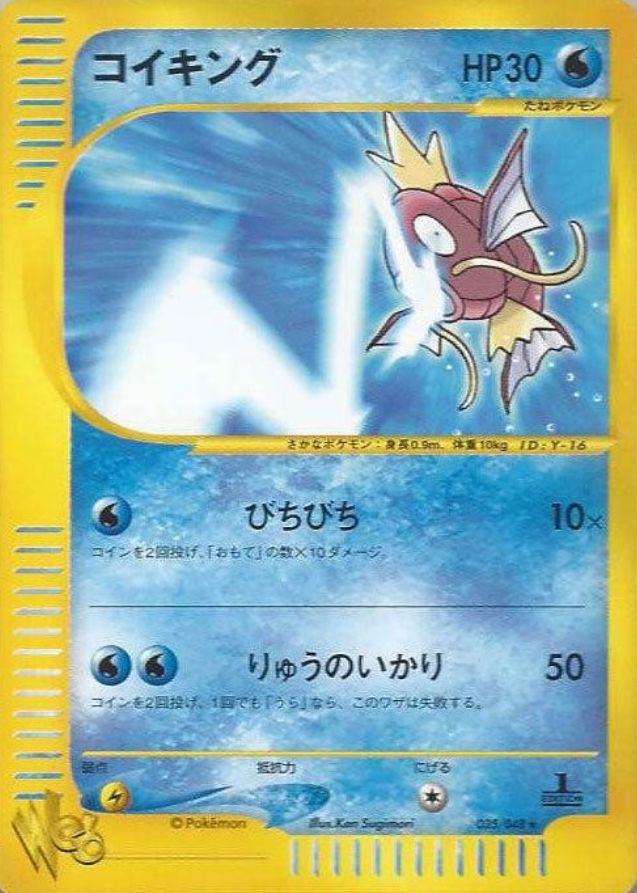 コイキング HP30
たねポケモン
さかなポケモン：身長0.9m、体重10kg ID：Y-16
びちびち 10×
コインを2回投げ、「おもて」の数×10ダメージ。
りゅうのいかり 50
コインを2回投げ、1回でも「うら」なら、このワザは失敗する。
弱点 抵抗力 にげる
1
EDITION
Web
©Pokémon Illus.Ken Sugimori 025/048★